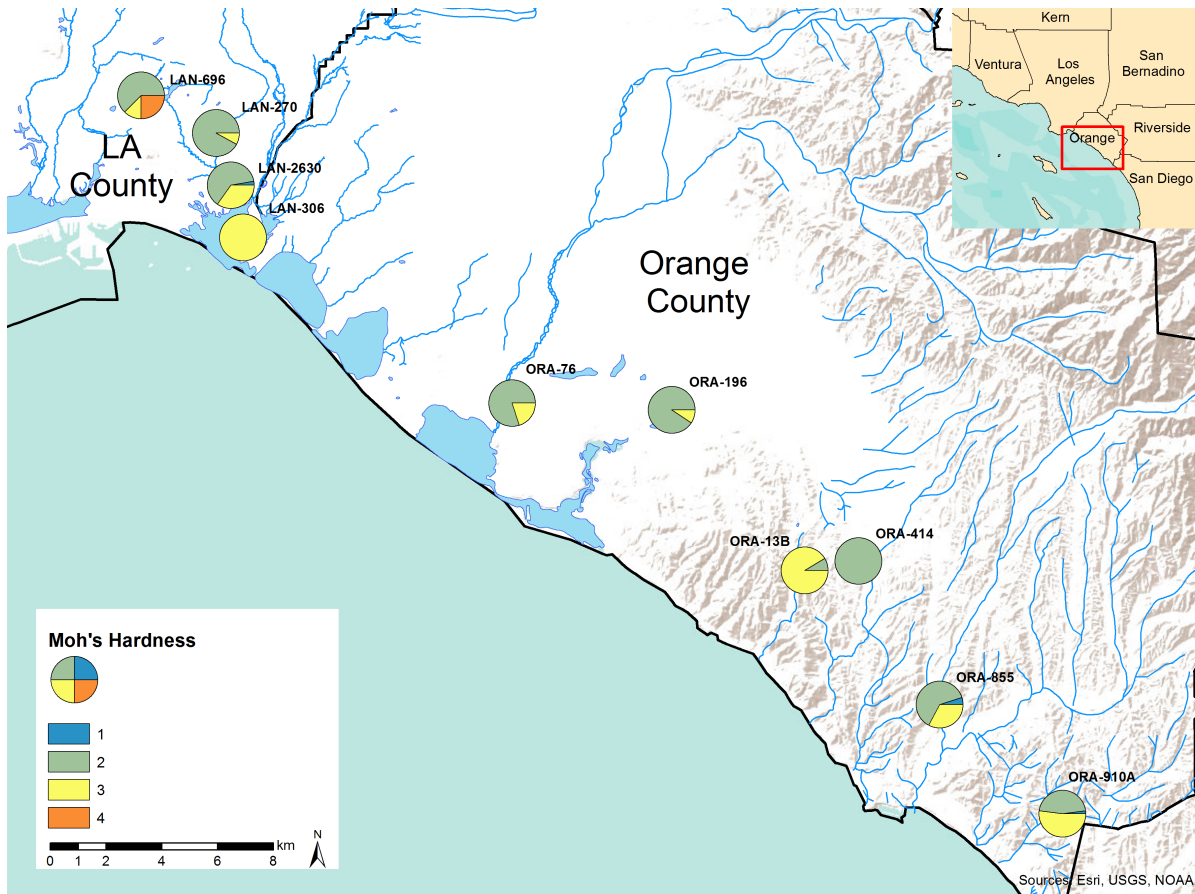 Kern
Ventura
Los
Angeles
San
Bernadino
Riverside
Orange
San Diego
LAN-696
LAN-270
LA
County
LAN-2630
LAN-306
Orange
County
ORA-76
ORA-196
ORA-13B
ORA-414
ORA-855
ORA-910A
Moh's Hardness
1
2
3
4
km
0 1 2 4 6 8
N
Sources: Esri, USGS, NOAA